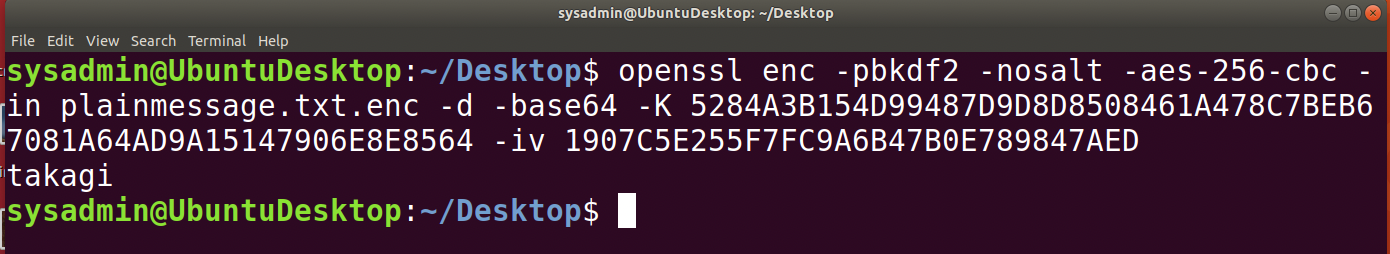 sysadmin@UbuntuDesktop: ~/Desktop
File Edit View Search Terminal Help
sysadmin@UbuntuDesktop:~/Desktop$ openssl enc -pbkdf2 -nosalt -aes-256-cbc -
in plainmessage.txt.enc -d -base64 -K 5284A3B154D99487D9D8D8508461A478C7BEB6
7081A64AD9A15147906E8E8564 -iv 1907C5E255F7FC9A6B47B0E789847AED
takagi
sysadmin@UbuntuDesktop:~/Desktop$